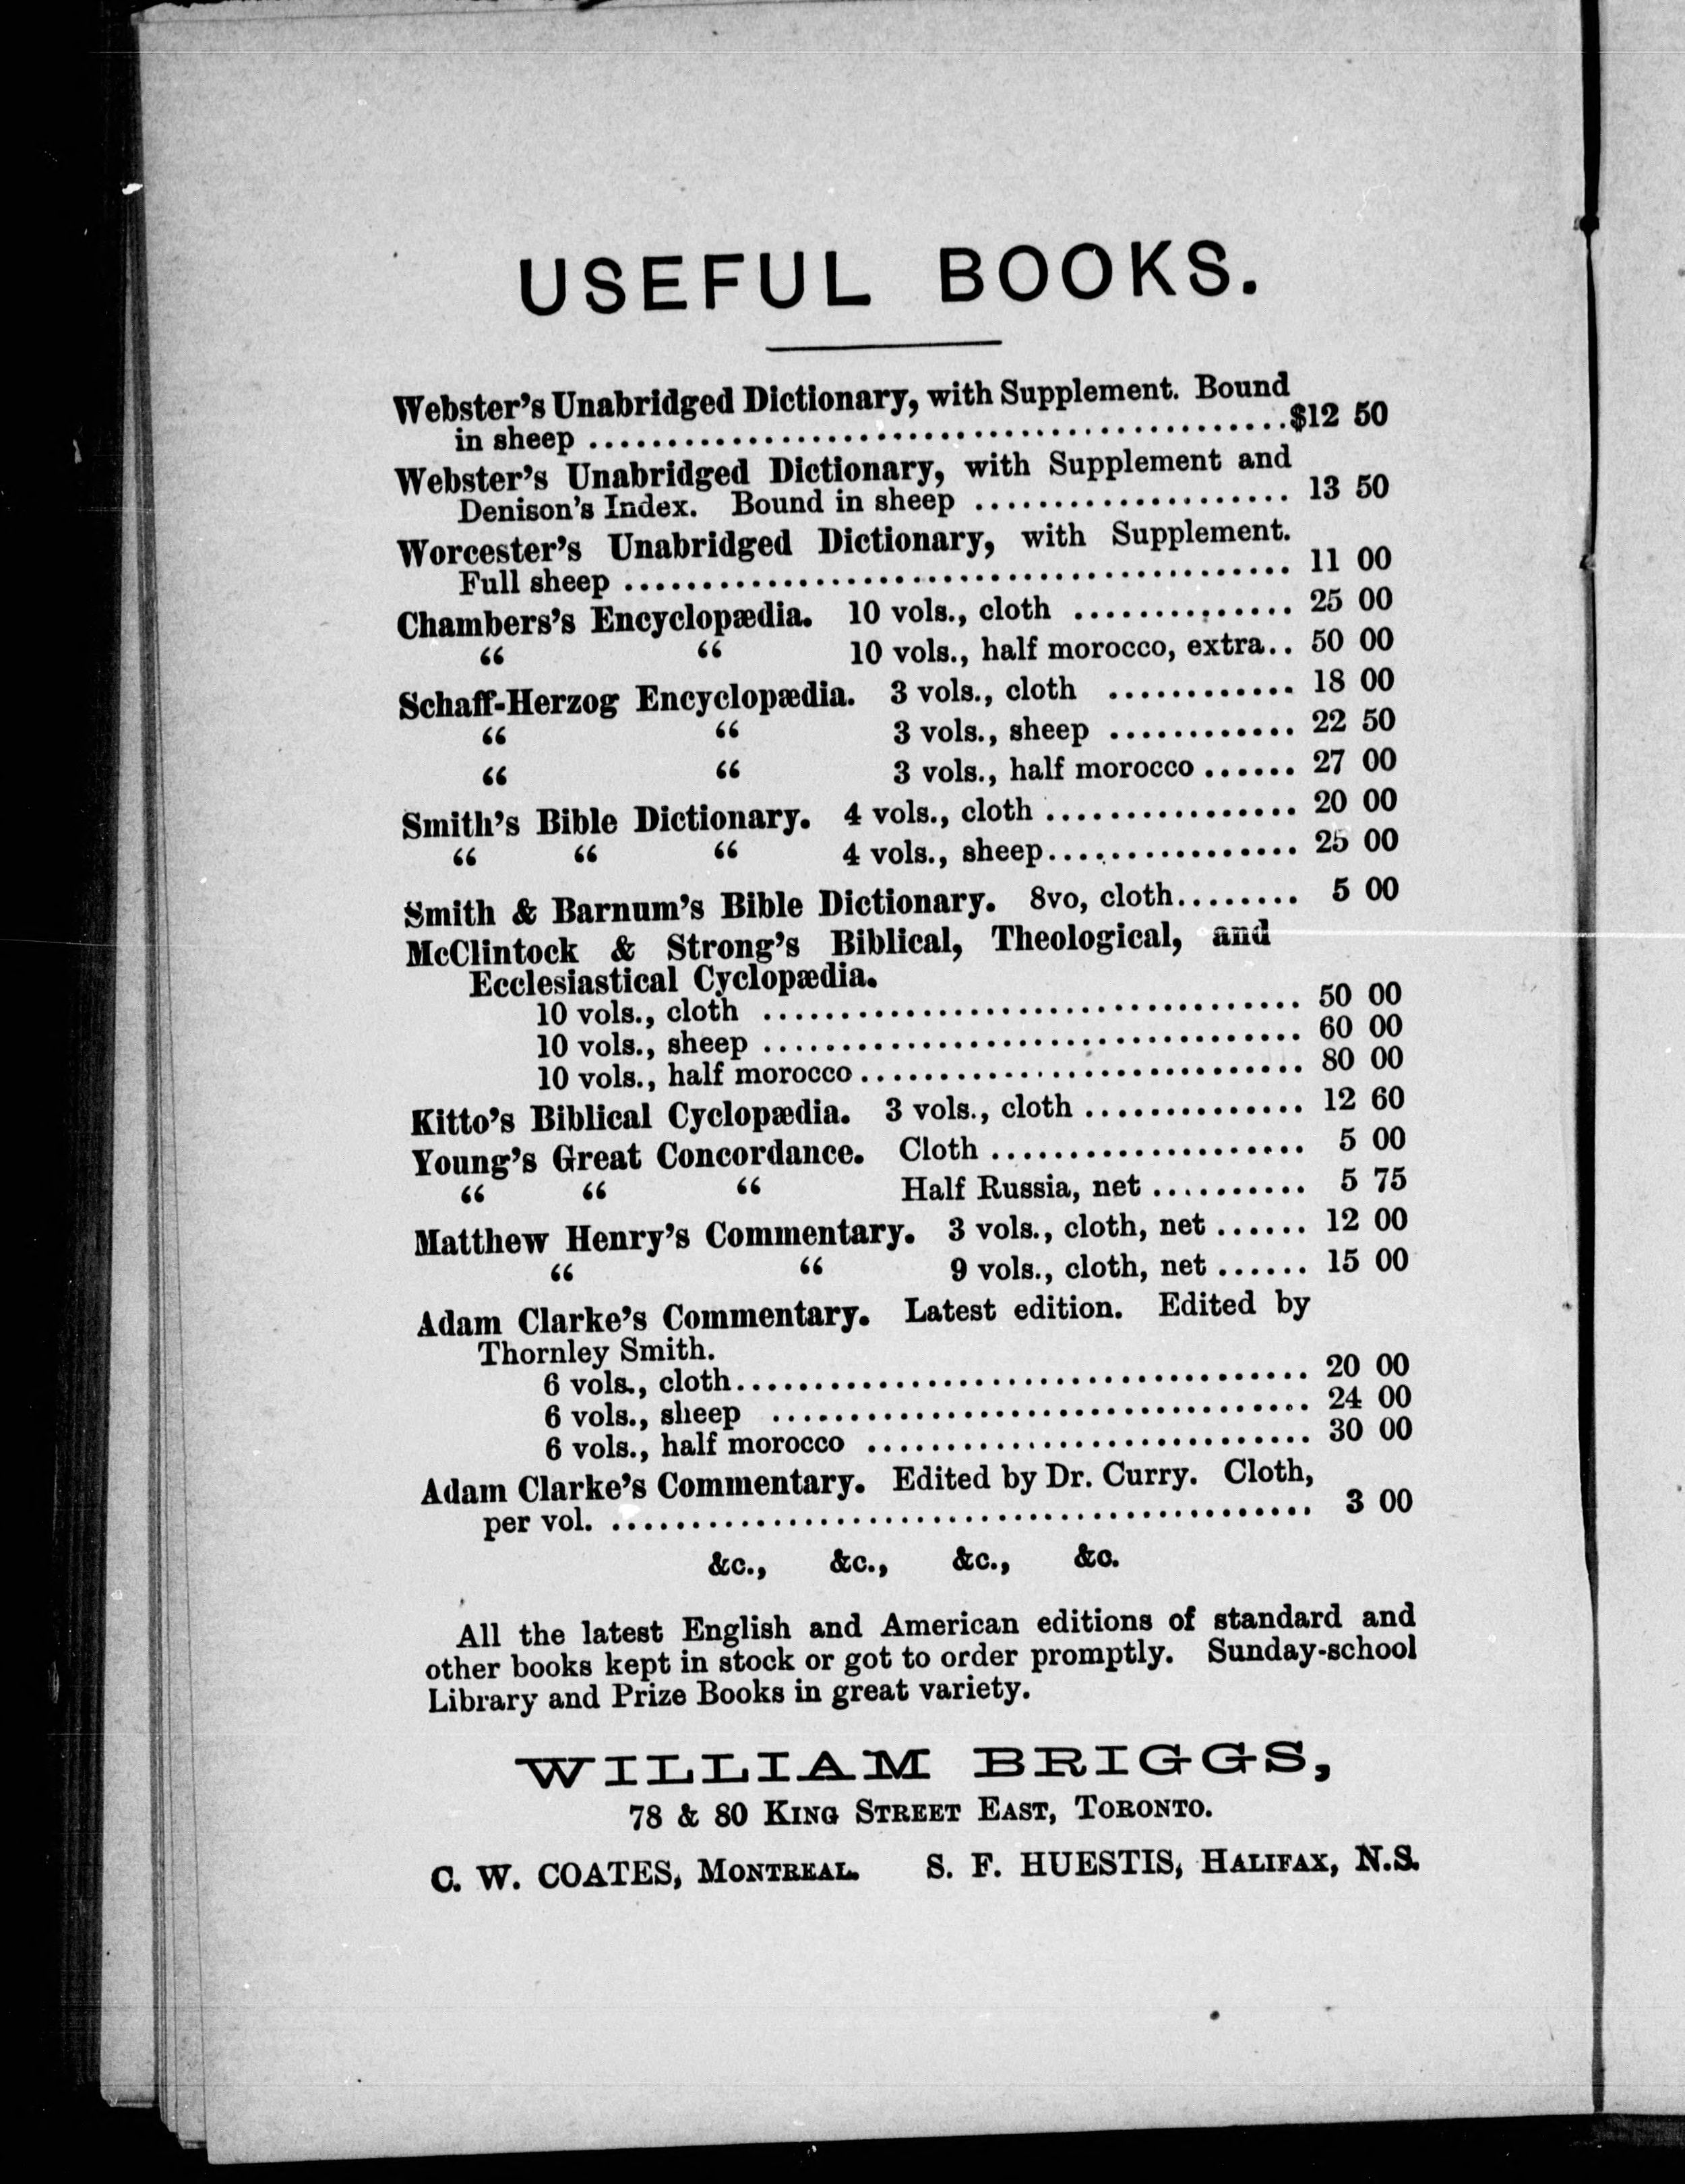 USEFUL BOOKS.
Webster's Unabridged Dictionary, with Supplement. Bound
in sheep ............................................$12 50
Webster's Unabridged Dictionary, with Supplement and
Denison's Index. Bound in sheep .................... 13 50
Worcester's Unabridged Dictionary, with Supplement.
Full sheep .......................................... 11 00
Chambers's Encyclopædia. 10 vols., cloth .............. 25 00
“ “ 10 vols., half morocco, extra.. 50 00
Schaff-Herzog Encyclopædia. 3 vols., cloth ............ 18 00
“ “ 3 vols., sheep ............ 22 50
“ “ 3 vols., half morocco ...... 27 00
Smith's Bible Dictionary. 4 vols., cloth ................ 20 00
“ “ “ 4 vols., sheep................ 25 00
Smith & Barnum's Bible Dictionary. 8vo, cloth........ 5 00
McClintock & Strong's Biblical, Theological, and
Ecclesiastical Cyclopædia.
10 vols., cloth .................................. 50 00
10 vols., sheep .................................. 60 00
10 vols., half morocco............................ 80 00
Kitto's Biblical Cyclopædia. 3 vols., cloth .............. 12 60
Young's Great Concordance. Cloth .................... 5 00
“ “ “ Half Russia, net .......... 5 75
Matthew Henry's Commentary. 3 vols., cloth, net ...... 12 00
“ “ 9 vols., cloth, net ...... 15 00
Adam Clarke's Commentary. Latest edition. Edited by
Thornley Smith.
6 vols., cloth.................................... 20 00
6 vols., sheep .................................. 24 00
6 vols., half morocco ............................ 30 00
Adam Clarke's Commentary. Edited by Dr. Curry. Cloth,
per vol. ............................................ 3 00
&c., &c., &c., &c.
All the latest English and American editions of standard and
other books kept in stock or got to order promptly. Sunday-school
Library and Prize Books in great variety.
WILLIAM BRIGGS,
78 & 80 KING STREET EAST, TORONTO.
C. W. COATES, MONTREAL. S. F. HUESTIS, HALIFAX, N.S.